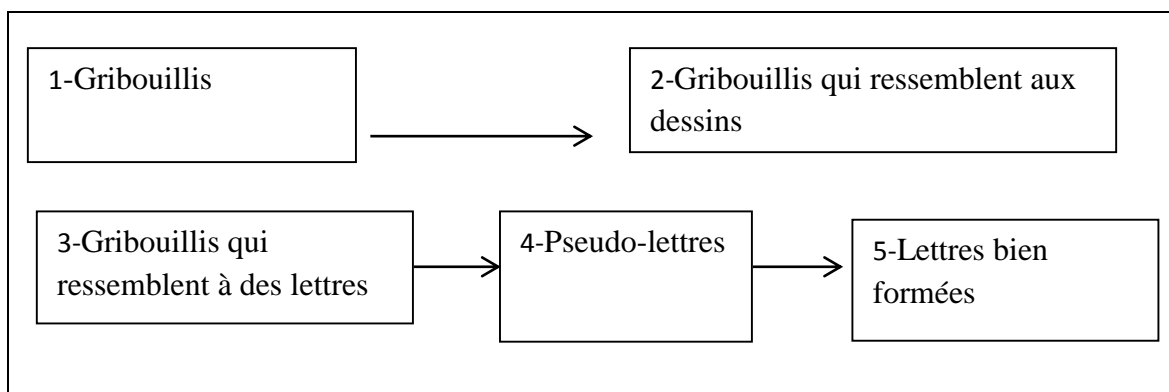 1-Gribouillis
2-Gribouillis qui ressemblent aux
dessins
3-Gribouillis qui
ressemblent à des lettres
4-Pseudo-lettres
5-Lettres bien
formées